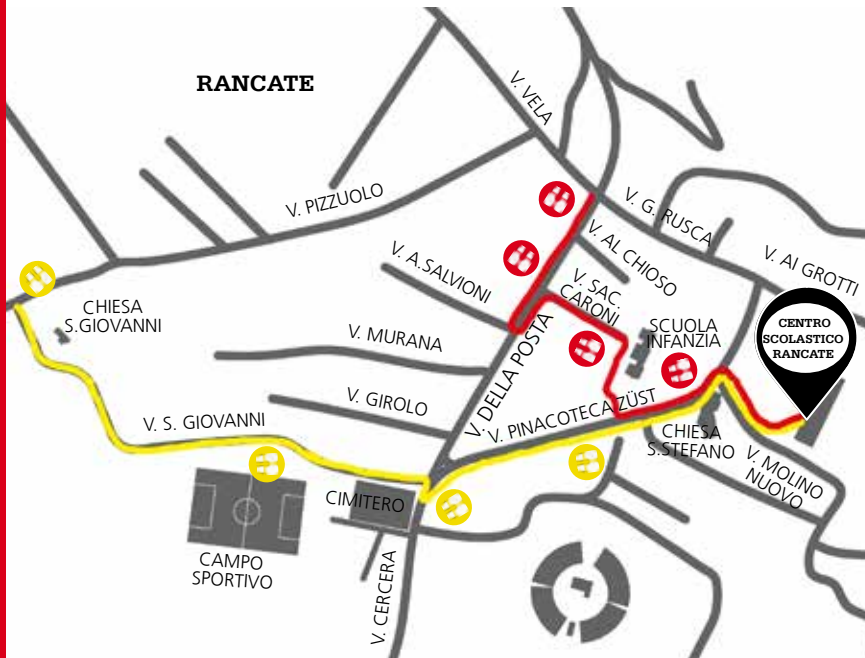 RANCATE
V. VELA
V. G. RUSCA
V. PIZZUOLO
V. AL CHIOSO
V. AI GROTTI
V. A.SALVIONI
V. SAC.
CARONI
CHIESA
S.GIOVANNI
SCUOLA
INFANZIA
CENTRO
SCOLASTICO
RANCATE
V. MURANA
V. DELLA POSTA
V. GIROLO
V. S. GIOVANNI
V. PINACOTECA ZÜST
CHIESA
S.STEFANO
V. MOLINO
NUOVO
CIMITERO
CAMPO
SPORTIVO
V. CERCERA